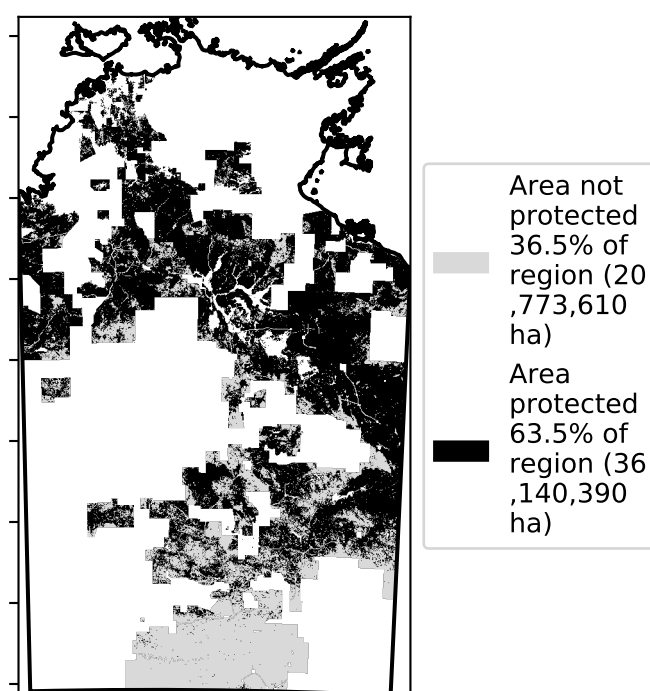 Area not
protected
36.5% of
region (20
,773,610
ha)
Area
protected
63.5% of
region (36
,140,390
ha)